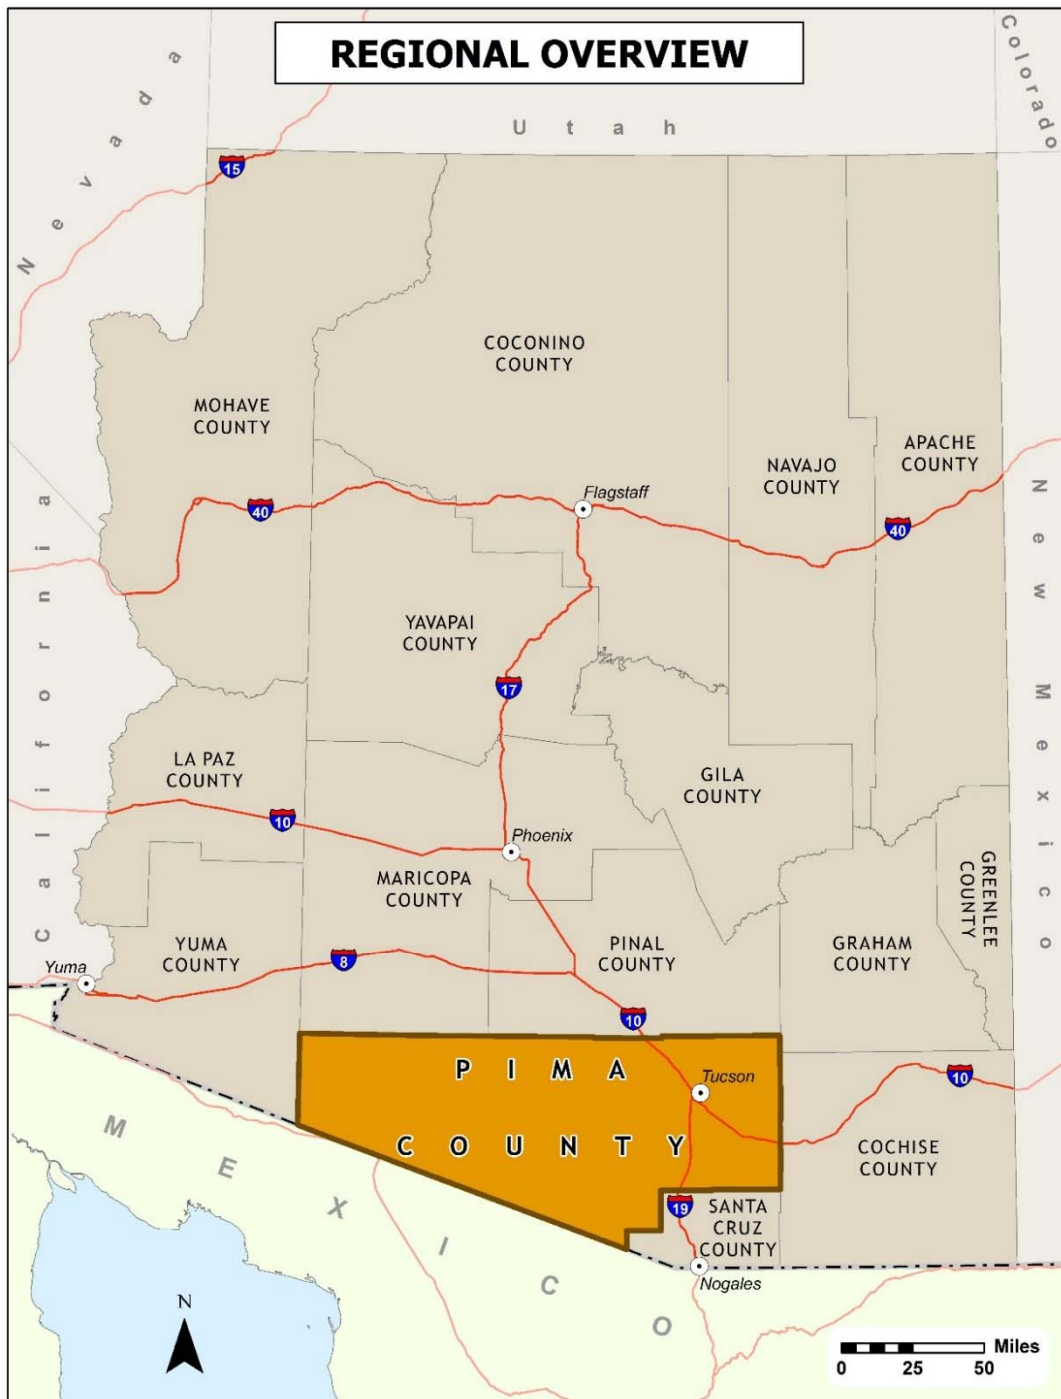 REGIONAL OVERVIEW
Nevada
Utah
Colorado
15
COCONINO
COUNTY
MOHAVE
COUNTY
NAVAJO
COUNTY
APACHE
COUNTY
40
Flagstaff
40
California
New Mexico
YAVAPAI
COUNTY
17
LA PAZ
COUNTY
GILA
COUNTY
10
Phoenix
MARICOPA
COUNTY
GREENLEE
COUNTY
YUMA
COUNTY
8
PINAL
COUNTY
GRAHAM
COUNTY
Yuma
10
PIMA
COUNTY
Tucson
10
COCHISE
COUNTY
MEXICO
19
SANTA
CRUZ
COUNTY
Nogales
N
Miles
0 25 50